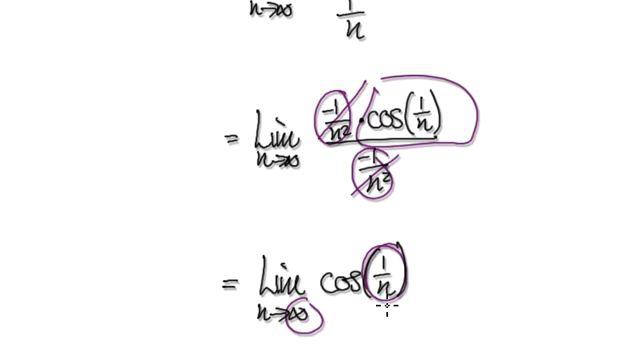 n→∞ 1/n
= Lim n→∞ (-1/n² · cos(1/n)) / (-1/n²)
= Lim n→∞ cos(1/n)